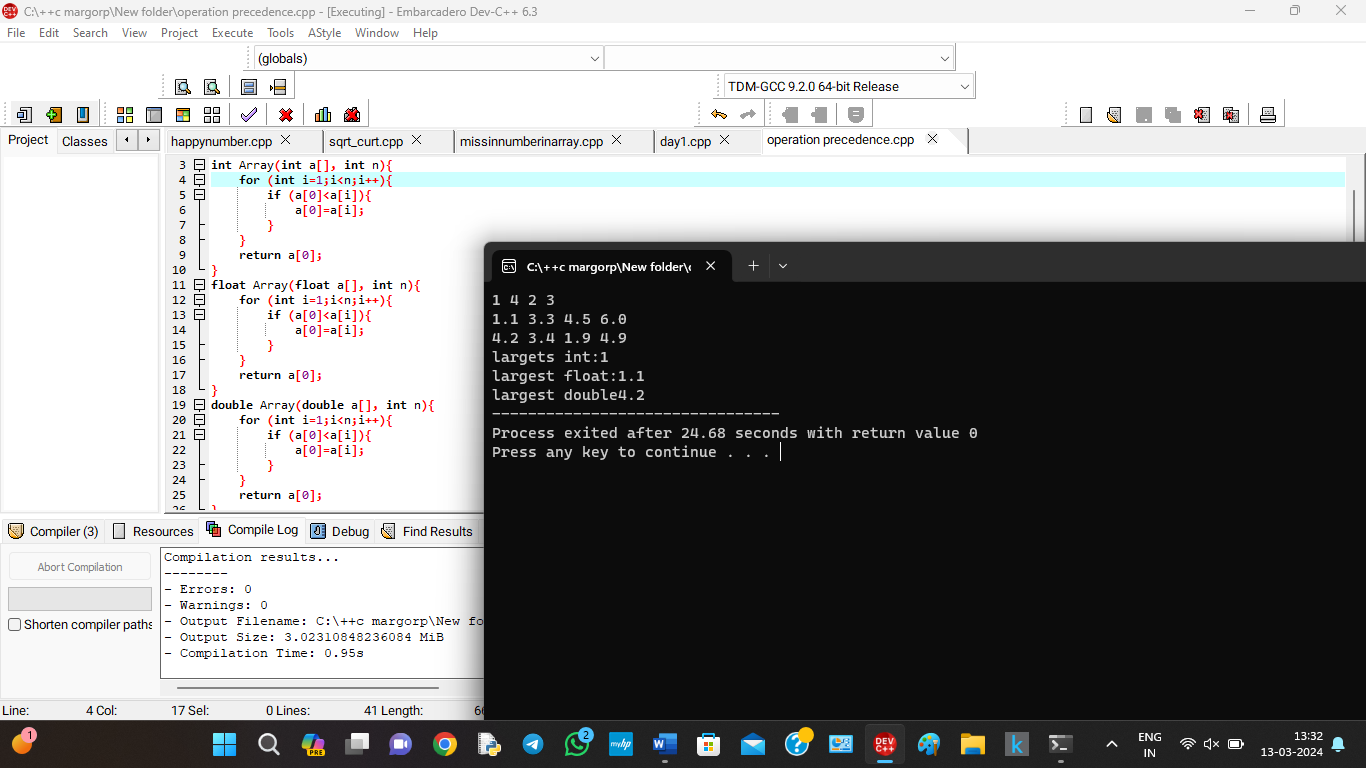 C:\++c margorp\New folder\operation precedence.cpp - [Executing] - Embarcadero Dev-C++ 6.3
File Edit Search View Project Execute Tools AStyle Window Help
(globals)
TDM-GCC 9.2.0 64-bit Release
Project Classes happynumber.cpp sqrt_curt.cpp missinnumberinarray.cpp day1.cpp operation precedence.cpp
3 int Array(int a[], int n){
4 for (int i=1;i<n;i++){
5 if (a[0]<a[i]){
6 a[0]=a[i];
7 }
8 }
9 return a[0];
10 }
11 float Array(float a[], int n){
12 for (int i=1;i<n;i++){
13 if (a[0]<a[i]){
14 a[0]=a[i];
15 }
16 }
17 return a[0];
18 }
19 double Array(double a[], int n){
20 for (int i=1;i<n;i++){
21 if (a[0]<a[i]){
22 a[0]=a[i];
23 }
24 }
25 return a[0];
26 }
C:\++c margorp\New folder\
1 4 2 3
1.1 3.3 4.5 6.0
4.2 3.4 1.9 4.9
largets int:1
largest float:1.1
largest double4.2
--------------------------------
Process exited after 24.68 seconds with return value 0
Press any key to continue . . .
Compiler (3) Resources Compile Log Debug Find Results
Abort Compilation
Shorten compiler paths
Compilation results...
--------
- Errors: 0
- Warnings: 0
- Output Filename: C:\++c margorp\New fo
- Output Size: 3.02310848236084 MiB
- Compilation Time: 0.95s
Line: 4 Col: 17 Sel: 0 Lines: 41 Length:
1
PRE
2
myhp
DEV C++
k
ENG
IN
13:32
13-03-2024